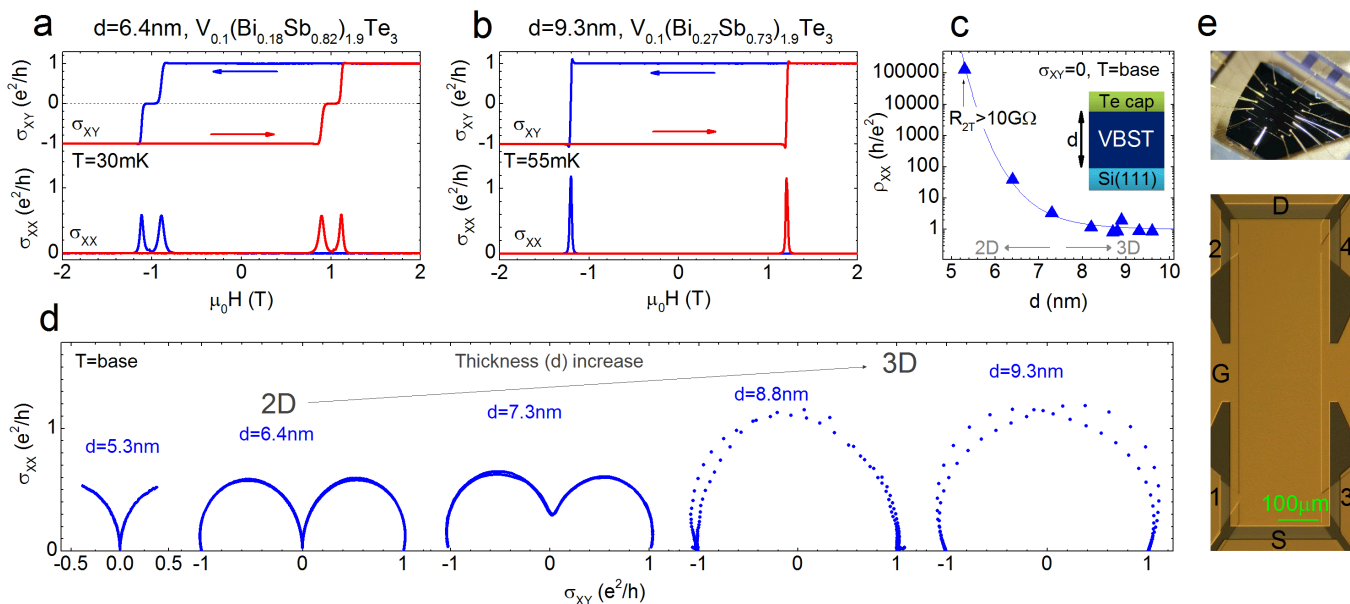 a
d=6.4nm, V₀.₁(Bi₀.₁₈Sb₀.₈₂)₁.₉Te₃
σXY (e²/h)
1
0
-1
σXY
T=30mK
σXX (e²/h)
1
0
σXX
-2 -1 0 1 2
μ₀H (T)
b
d=9.3nm, V₀.₁(Bi₀.₂₇Sb₀.₇₃)₁.₉Te₃
σXY (e²/h)
1
0
-1
σXY
T=55mK
σXX (e²/h)
1
0
σXX
-2 -1 0 1 2
μ₀H (T)
c
ρXX (h/e²)
100000
10000
1000
100
10
1
σXY=0, T=base
R2T>10GΩ
Te cap
d
VBST
Si(111)
2D
3D
5 6 7 8 9 10
d (nm)
d
T=base
Thickness (d) increase
2D
3D
d=5.3nm
d=6.4nm
d=7.3nm
d=8.8nm
d=9.3nm
σXX (e²/h)
1
0
-0.5 0.0 0.5 -1 0 1 -1 0 1 -1 0 1 -1 0 1
σXY (e²/h)
e
D
2
4
G
1
3
100μm
S